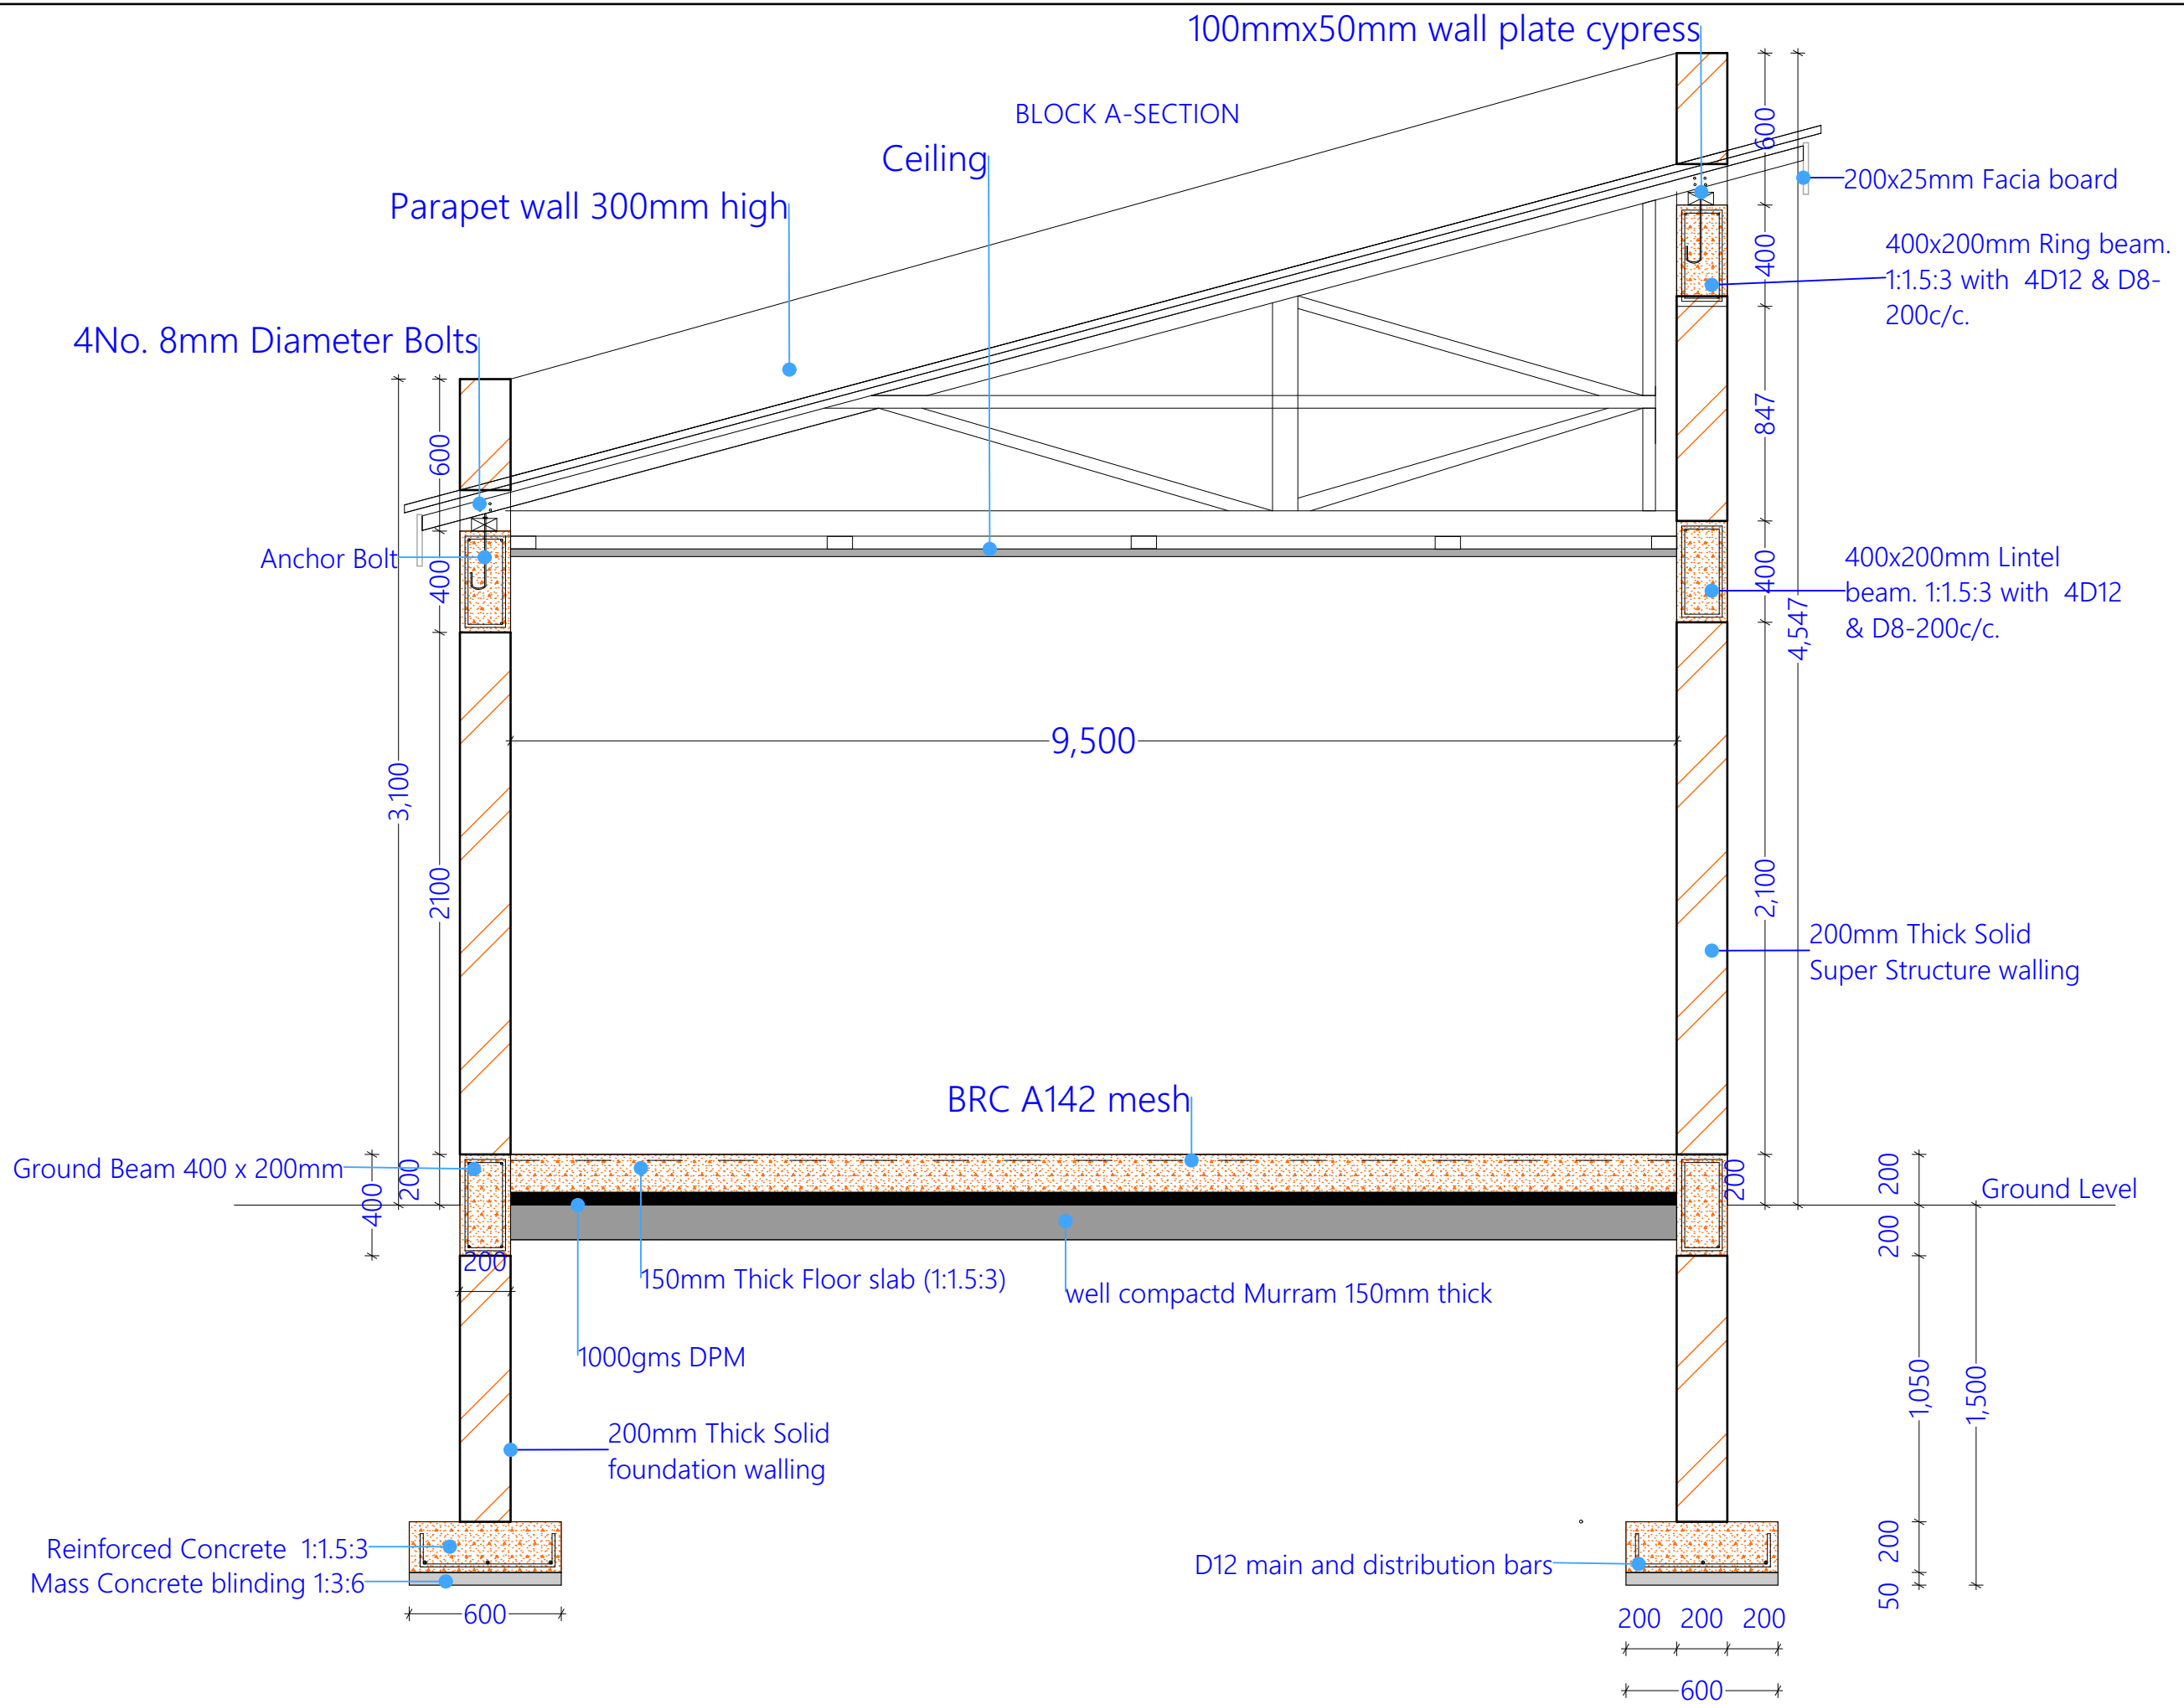 100mmx50mm wall plate cypress
BLOCK A-SECTION
Ceiling
Parapet wall 300mm high
600
200x25mm Facia board
400x200mm Ring beam.
1:1.5:3 with 4D12 & D8-
200c/c.
400
4No. 8mm Diameter Bolts
847
600
Anchor Bolt
400
400
400x200mm Lintel
beam. 1:1.5:3 with 4D12
& D8-200c/c.
4,547
9,500
3,100
2100
2,100
200mm Thick Solid
Super Structure walling
BRC A142 mesh
Ground Beam 400 x 200mm
400
200
200
200
Ground Level
200
200
150mm Thick Floor slab (1:1.5:3)
well compactd Murram 150mm thick
1000gms DPM
1,050
1,500
200mm Thick Solid
foundation walling
Reinforced Concrete 1:1.5:3
Mass Concrete blinding 1:3:6
D12 main and distribution bars
200
50
600
200 200 200
600